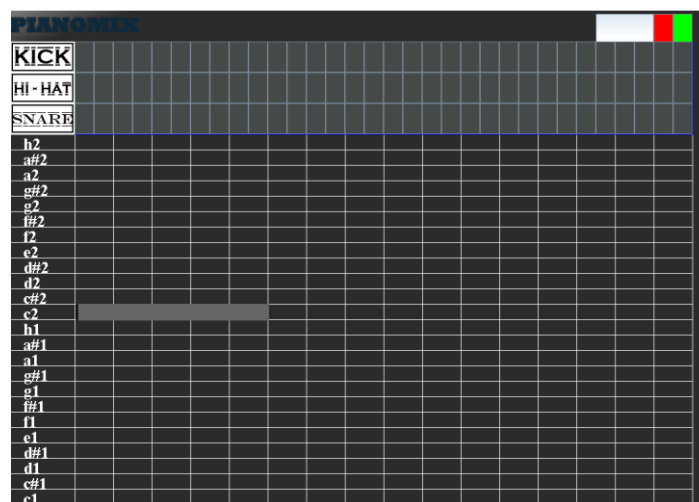 PIANOMIX
KICK
HI - HAT
SNARE
h2
a#2
a2
g#2
g2
f#2
f2
e2
d#2
d2
c#2
c2
h1
a#1
a1
g#1
g1
f#1
f1
e1
d#1
d1
c#1
c1